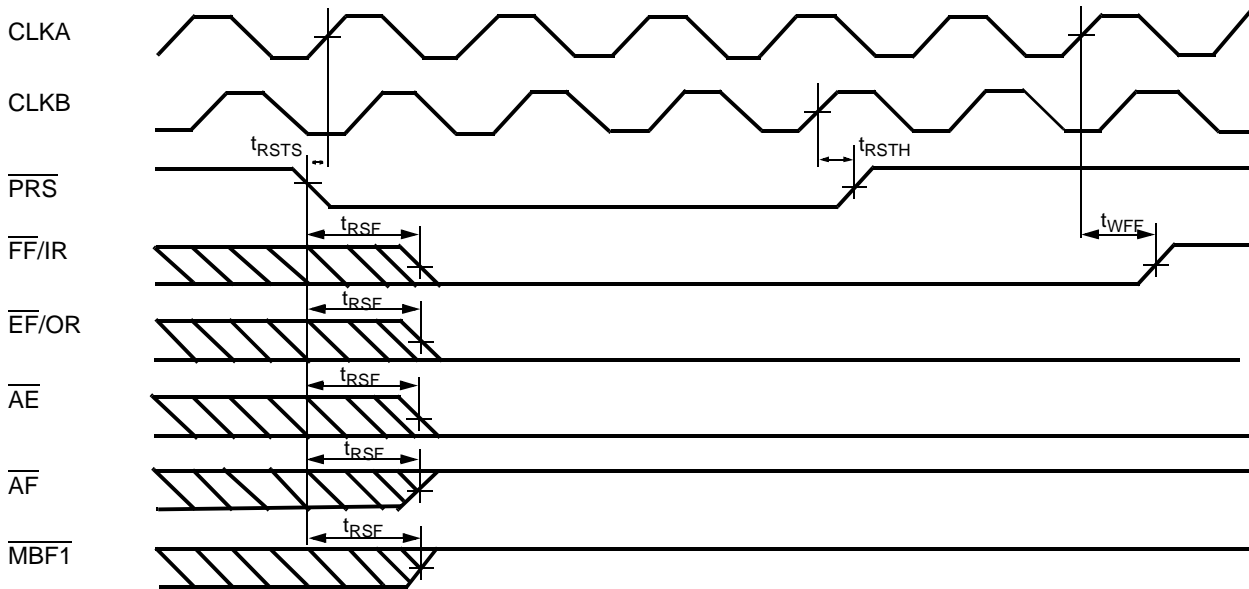 CLKA
CLKB
tRSTS
tRSTH
PRS
tRSF
tWFF
FF/IR
tRSF
EF/OR
tRSF
AE
tRSF
AF
tRSF
MBF1